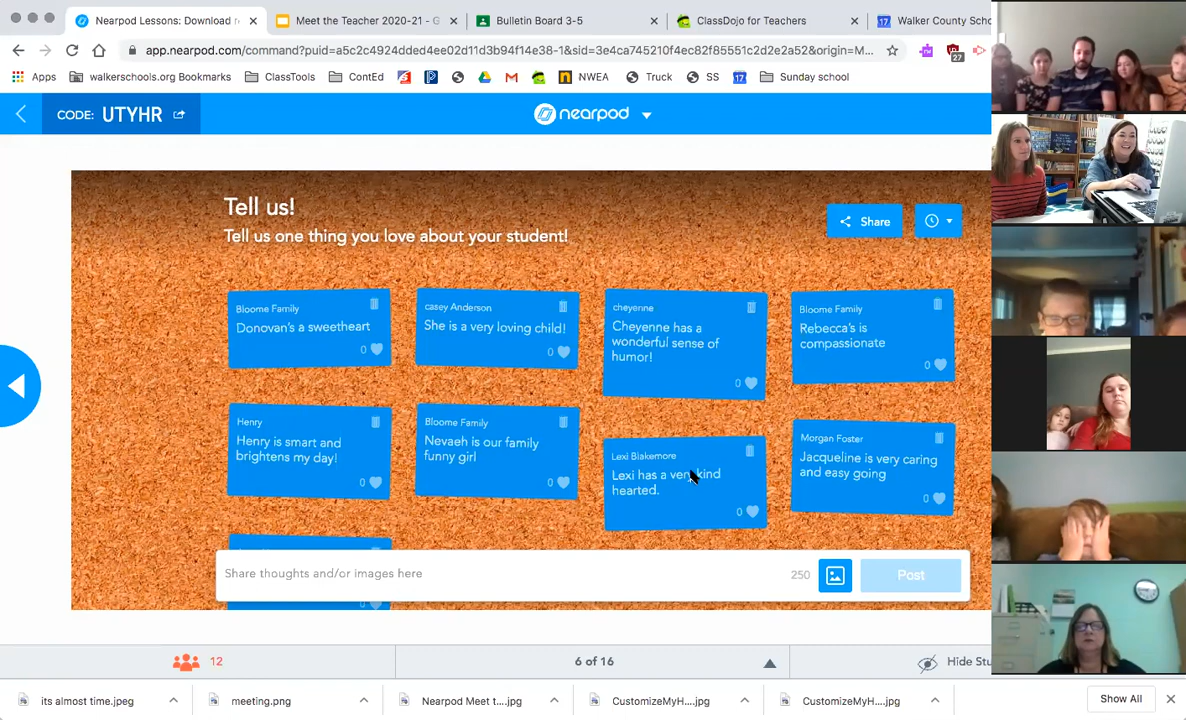 Nearpod Lessons: Download r
Meet the Teacher 2020-21 - G
Bulletin Board 3-5
ClassDojo for Teachers
17 Walker County Scho
app.nearpod.com/command?puid=a5c2c4924dded4ee02d11d3b94f14e38-1&sid=3e4ca745210f4ec82f85551c2d2e2a52&origin=M...
27
Apps
walkerschools.org Bookmarks
ClassTools
ContEd
NWEA
Truck
SS
17
Sunday school
CODE: UTYHR
nearpod
Tell us!
Tell us one thing you love about your student!
Share
Bloome Family
Donovan's a sweetheart
0
casey Anderson
She is a very loving child!
0
cheyenne
Cheyenne has a
wonderful sense of
humor!
0
Bloome Family
Rebecca's is
compassionate
0
Henry
Henry is smart and
brightens my day!
0
Bloome Family
Nevaeh is our family
funny girl
0
Lexi Blakemore
Lexi has a very kind
hearted.
0
Morgan Foster
Jacqueline is very caring
and easy going
0
Share thoughts and/or images here
250
Post
12
6 of 16
Hide Stu
its almost time.jpeg
meeting.png
Nearpod Meet t....jpg
CustomizeMyH....jpg
CustomizeMyH....jpg
Show All